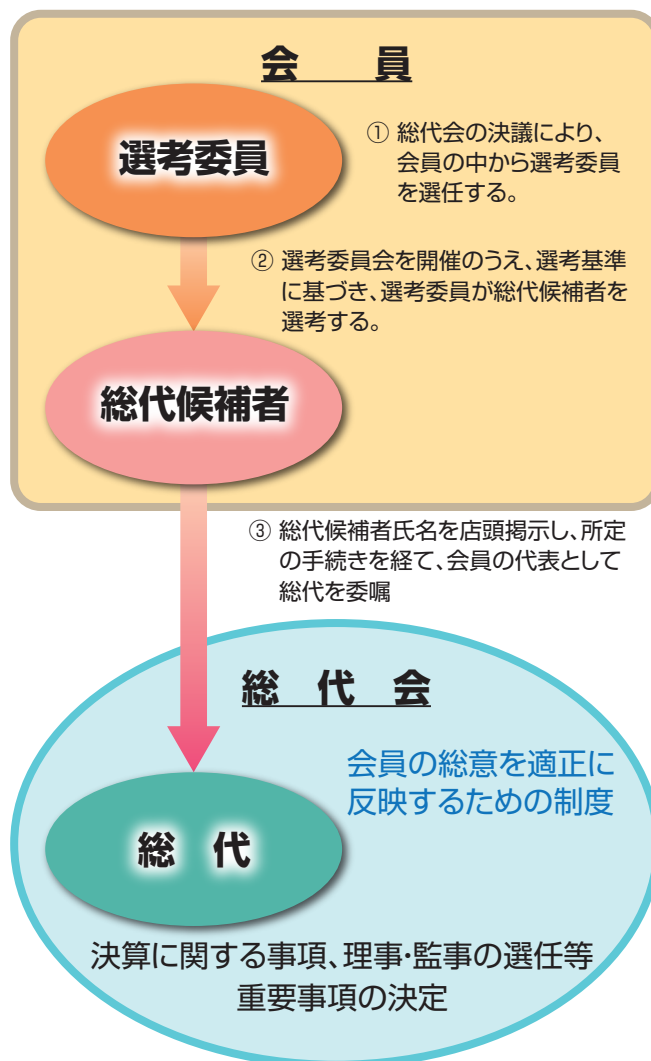 会　員
選考委員
① 総代会の決議により、
会員の中から選考委員
を選任する。
② 選考委員会を開催のうえ、選考基準
に基づき、選考委員が総代候補者を
選考する。
総代候補者
③ 総代候補者氏名を店頭掲示し、所定
の手続きを経て、会員の代表として
総代を委嘱
総　代　会
会員の総意を適正に
反映するための制度
総　代
決算に関する事項、理事・監事の選任等
重要事項の決定